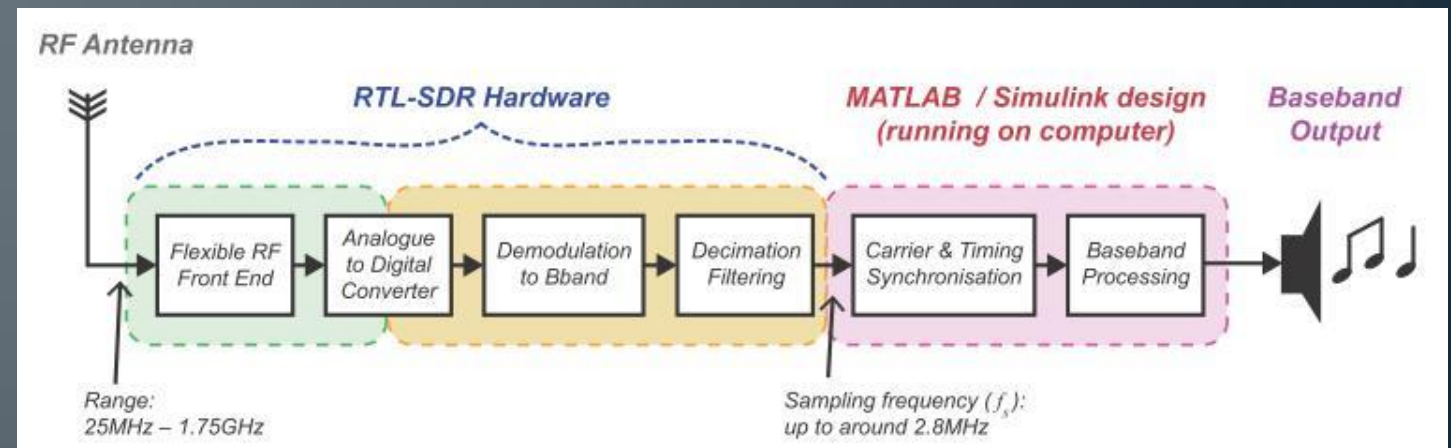 RF Antenna
RTL-SDR Hardware
MATLAB / Simulink design
(running on computer)
Baseband
Output
Flexible RF
Front End
Analogue
to Digital
Converter
Demodulation
to Bband
Decimation
Filtering
Carrier & Timing
Synchronisation
Baseband
Processing
Range:
25MHz – 1.75GHz
Sampling frequency (fs):
up to around 2.8MHz